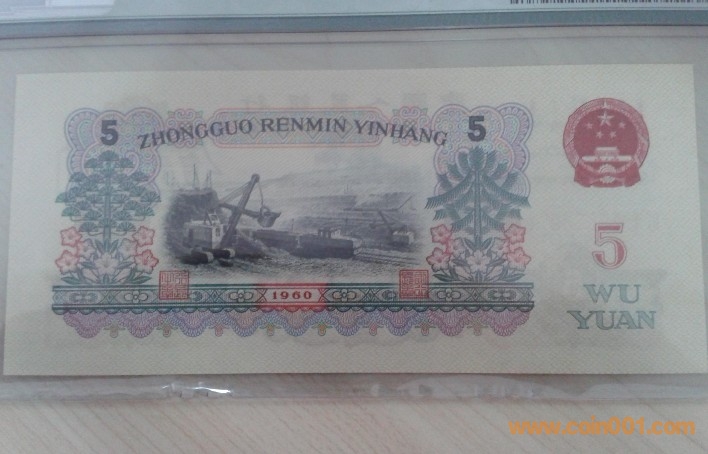 5 ZHONGGUO RENMIN YINHANG 5
1960
5
WU
YUAN
www.coin001.com